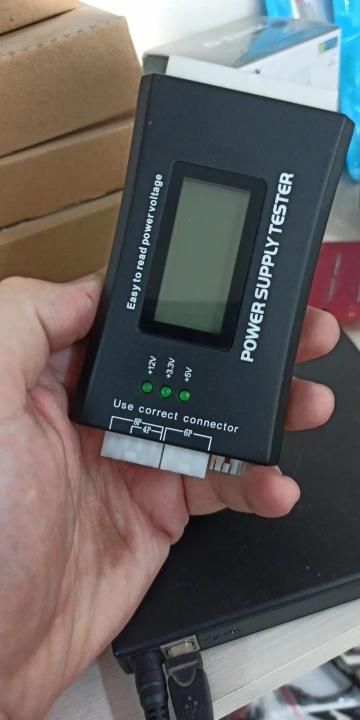 POWER SUPPLY TESTER
Easy to read power voltage
+12V
+3.3V
+5V
Use correct connector
8P
4P
6P